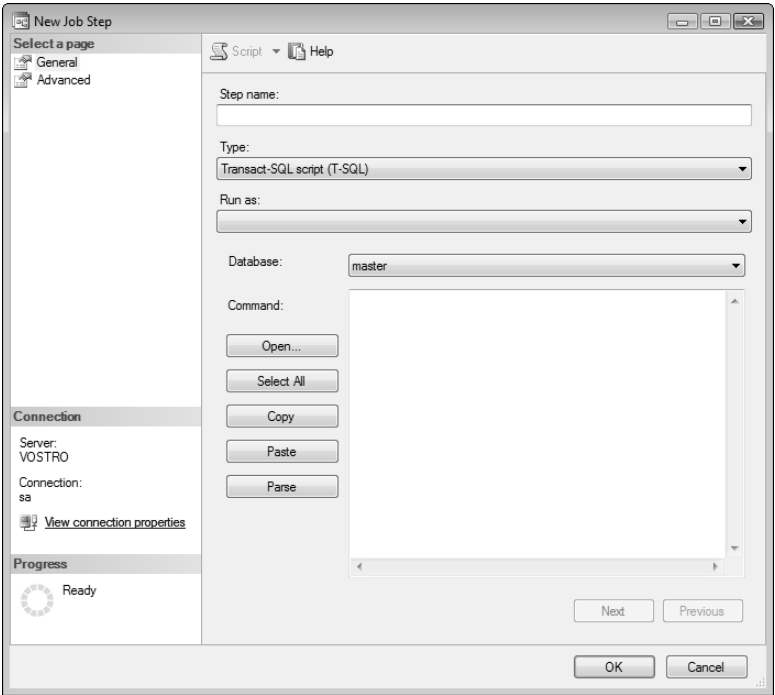 New Job Step
Select a page
General
Advanced
Script
Help
Step name:
Type:
Transact-SQL script (T-SQL)
Run as:
Database:
master
Command:
Open...
Select All
Copy
Paste
Parse
Connection
Server:
VOSTRO
Connection:
sa
View connection properties
Progress
Ready
Next
Previous
OK
Cancel